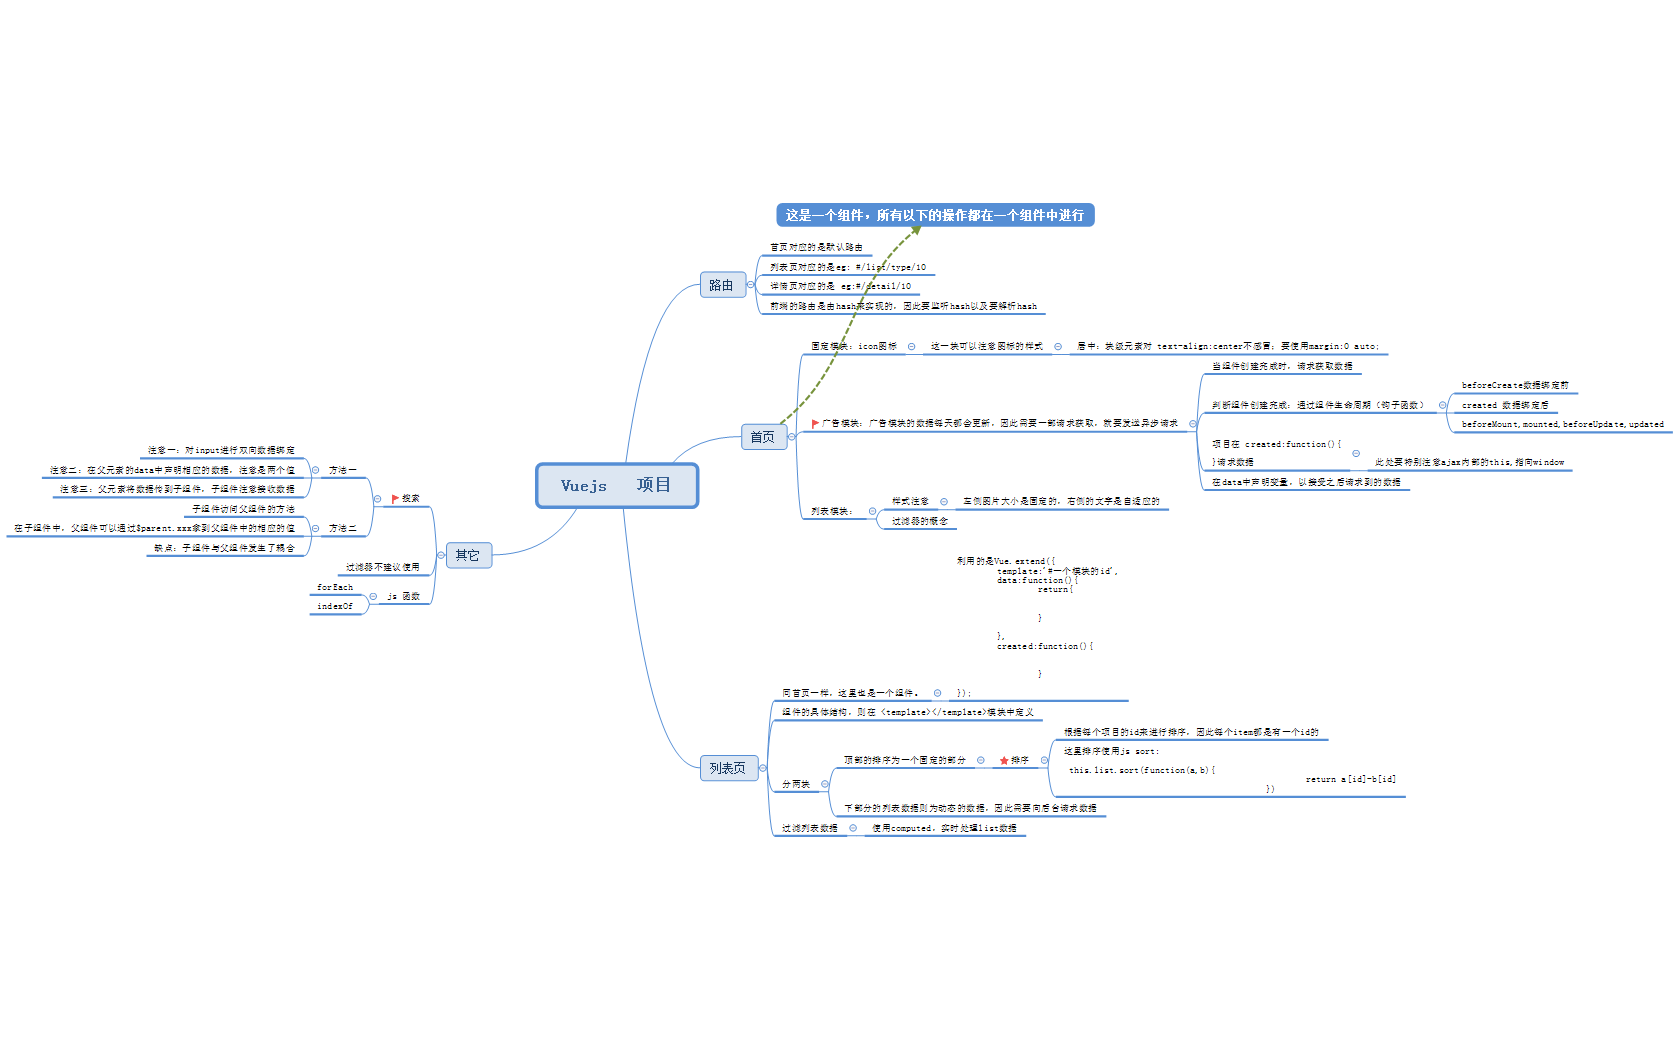 这是一个组件，所有以下的操作都在一个组件中进行
Vuejs 项目
路由
首页对应的是默认路由
列表页对应的是eg: #/list/type/10
详情页对应的是 eg:#/detail/10
前端的路由是由hash来实现的，因此要监听hash以及要解析hash
首页
固定模块：icon图标
这一块可以注意图标的样式
居中：块级元素对 text-align:center不感冒；要使用margin:0 auto;
广告模块：广告模块的数据每天都会更新，因此需要一部请求获取，就要发送异步请求
当组件创建完成时，请求获取数据
判断组件创建完成：通过组件生命周期（钩子函数）
beforeCreate数据绑定前
created 数据绑定后
beforeMount,mounted,beforeUpdate,updated
项目在 created:function(){
}请求数据
此处要特别注意ajax内部的this,指向window
在data中声明变量，以接受之后请求到的数据
列表模块：
样式注意
左侧图片大小是固定的，右侧的文字是自适应的
过滤器的概念
列表页
同首页一样，这里也是一个组件。
利用的是Vue.extend({
template:'#一个模块的id',
data:function(){
return{
}
},
created:function(){
}
});
组件的具体结构，则在 <template></template>模块中定义
分两块
顶部的排序为一个固定的部分
排序
根据每个项目的id来进行排序，因此每个item都是有一个id的
这里排序使用js sort:
this.list.sort(function(a,b){
return a[id]-b[id]
})
下部分的列表数据则为动态的数据，因此需要向后台请求数据
过滤列表数据
使用computed，实时处理list数据
其它
搜索
方法一
注意一：对input进行双向数据绑定
注意二：在父元素的data中声明相应的数据，注意是两个值
注意三：父元素将数据传到子组件，子组件注意接收数据
方法二
子组件访问父组件的方法
在子组件中，父组件可以通过$parent.xxx拿到父组件中的相应的值
缺点：子组件与父组件发生了耦合
过滤器不建议使用
js 函数
forEach
indexOf